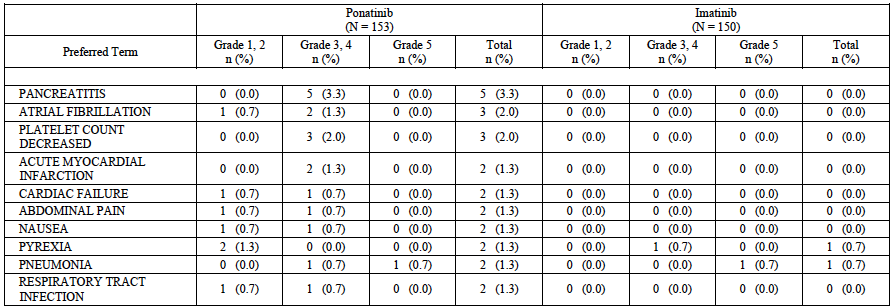 Ponatinib
(N = 153)
Imatinib
(N = 150)
Preferred Term
Grade 1, 2
n (%)
Grade 3, 4
n (%)
Grade 5
n (%)
Total
n (%)
Grade 1, 2
n (%)
Grade 3, 4
n (%)
Grade 5
n (%)
Total
n (%)
PANCREATITIS 0 (0.0) 5 (3.3) 0 (0.0) 5 (3.3) 0 (0.0) 0 (0.0) 0 (0.0) 0 (0.0)
ATRIAL FIBRILLATION 1 (0.7) 2 (1.3) 0 (0.0) 3 (2.0) 0 (0.0) 0 (0.0) 0 (0.0) 0 (0.0)
PLATELET COUNT
DECREASED 0 (0.0) 3 (2.0) 0 (0.0) 3 (2.0) 0 (0.0) 0 (0.0) 0 (0.0) 0 (0.0)
ACUTE MYOCARDIAL
INFARCTION 0 (0.0) 2 (1.3) 0 (0.0) 2 (1.3) 0 (0.0) 0 (0.0) 0 (0.0) 0 (0.0)
CARDIAC FAILURE 1 (0.7) 1 (0.7) 0 (0.0) 2 (1.3) 0 (0.0) 0 (0.0) 0 (0.0) 0 (0.0)
ABDOMINAL PAIN 1 (0.7) 1 (0.7) 0 (0.0) 2 (1.3) 0 (0.0) 0 (0.0) 0 (0.0) 0 (0.0)
NAUSEA 1 (0.7) 1 (0.7) 0 (0.0) 2 (1.3) 0 (0.0) 0 (0.0) 0 (0.0) 0 (0.0)
PYREXIA 2 (1.3) 0 (0.0) 0 (0.0) 2 (1.3) 0 (0.0) 1 (0.7) 0 (0.0) 1 (0.7)
PNEUMONIA 0 (0.0) 1 (0.7) 1 (0.7) 2 (1.3) 0 (0.0) 0 (0.0) 1 (0.7) 1 (0.7)
RESPIRATORY TRACT
INFECTION 1 (0.7) 1 (0.7) 0 (0.0) 2 (1.3) 0 (0.0) 0 (0.0) 0 (0.0) 0 (0.0)